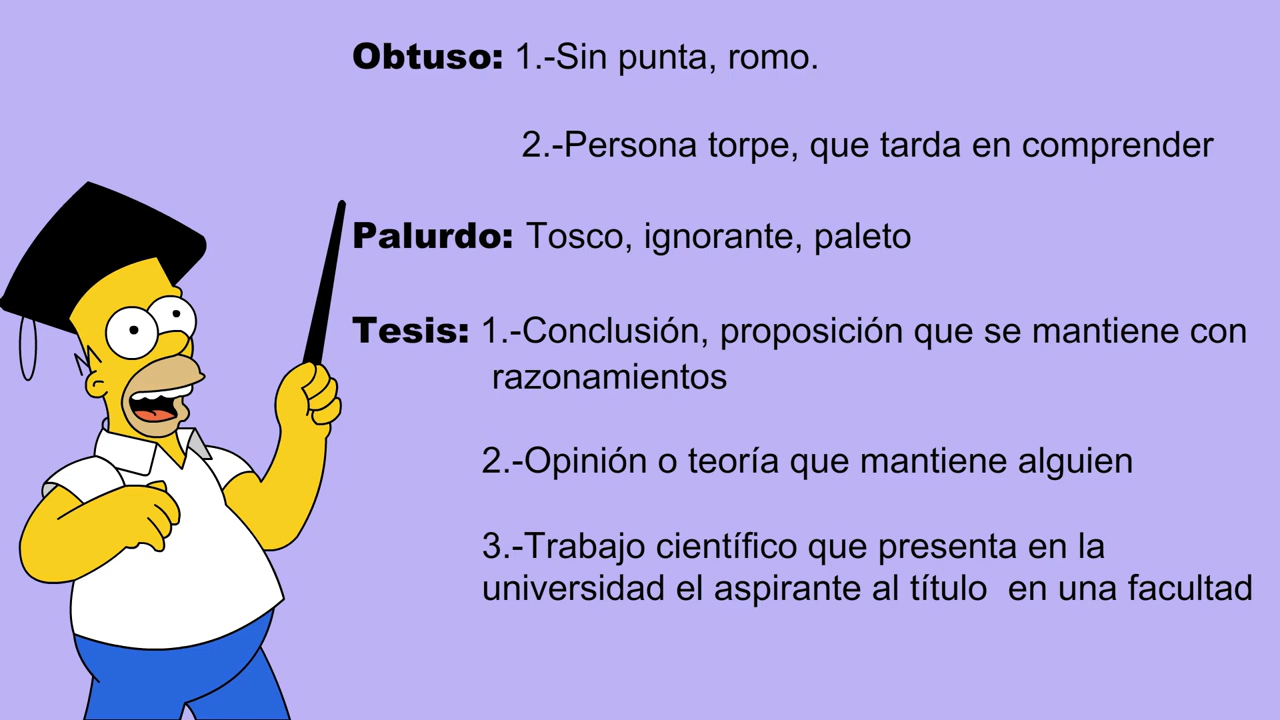 Obtuso: 1.-Sin punta, romo.
2.-Persona torpe, que tarda en comprender
Palurdo: Tosco, ignorante, paleto
Tesis: 1.-Conclusión, proposición que se mantiene con
razonamientos
2.-Opinión o teoría que mantiene alguien
3.-Trabajo científico que presenta en la
universidad el aspirante al título  en una facultad